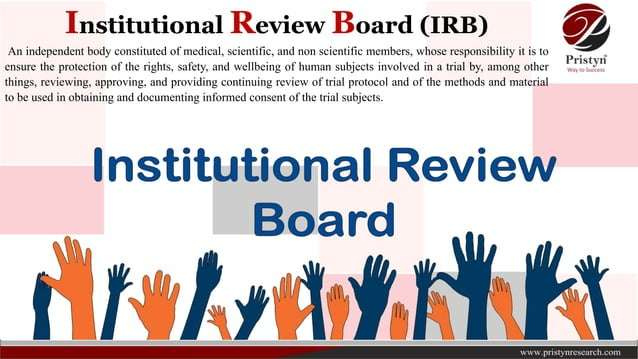 Institutional Review Board (IRB)
An independent body constituted of medical, scientific, and non scientific members, whose responsibility it is to
ensure the protection of the rights, safety, and wellbeing of human subjects involved in a trial by, among other
things, reviewing, approving, and providing continuing review of trial protocol and of the methods and material
to be used in obtaining and documenting informed consent of the trial subjects.
Pristyn
Way to Success
Institutional Review
Board
www.pristynresearch.com